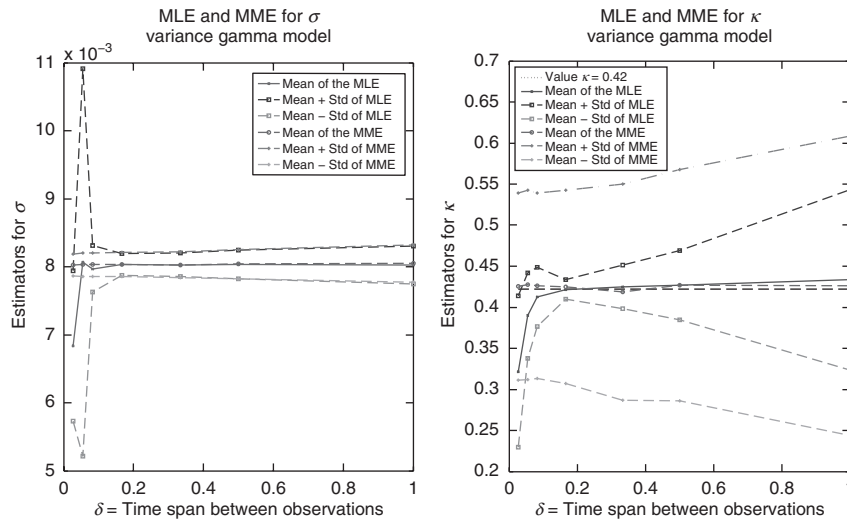 MLE and MME for σ
variance gamma model
× 10⁻³
11
10
9
8
7
6
5
0
0.2
0.4
0.6
0.8
1
Estimators for σ
δ = Time span between observations
Mean of the MLE
Mean + Std of MLE
Mean − Std of MLE
Mean of the MME
Mean + Std of MME
Mean − Std of MME
MLE and MME for κ
variance gamma model
0.7
0.65
0.6
0.55
0.5
0.45
0.4
0.35
0.3
0.25
0.2
0
0.2
0.4
0.6
0.8
1
Estimators for κ
δ = Time span between observations
Value κ = 0.42
Mean of the MLE
Mean + Std of MLE
Mean − Std of MLE
Mean of the MME
Mean + Std of MME
Mean − Std of MME